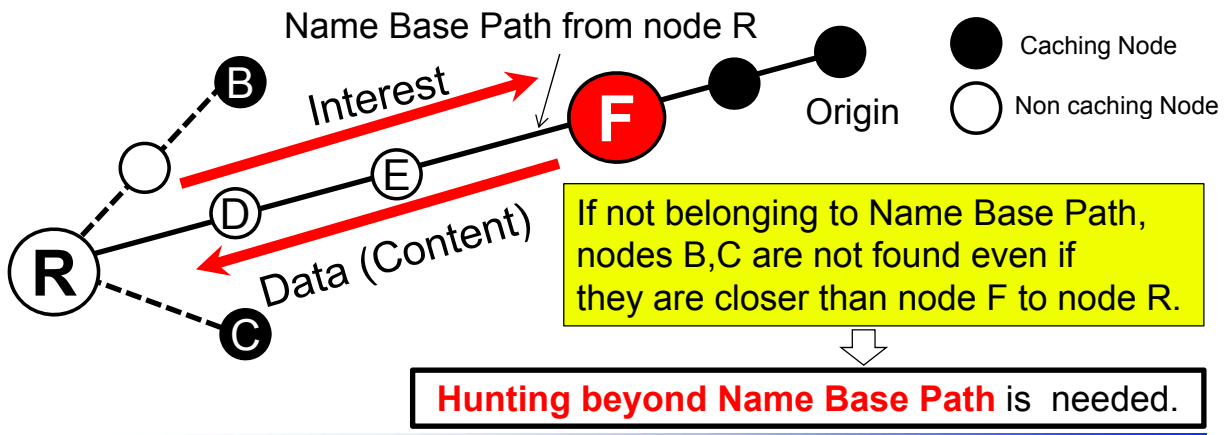 Name Base Path from node R
Caching Node
B
Interest
F
Origin
Non caching Node
E
D
If not belonging to Name Base Path,
nodes B,C are not found even if
they are closer than node F to node R.
R
Data (Content)
C
Hunting beyond Name Base Path is needed.